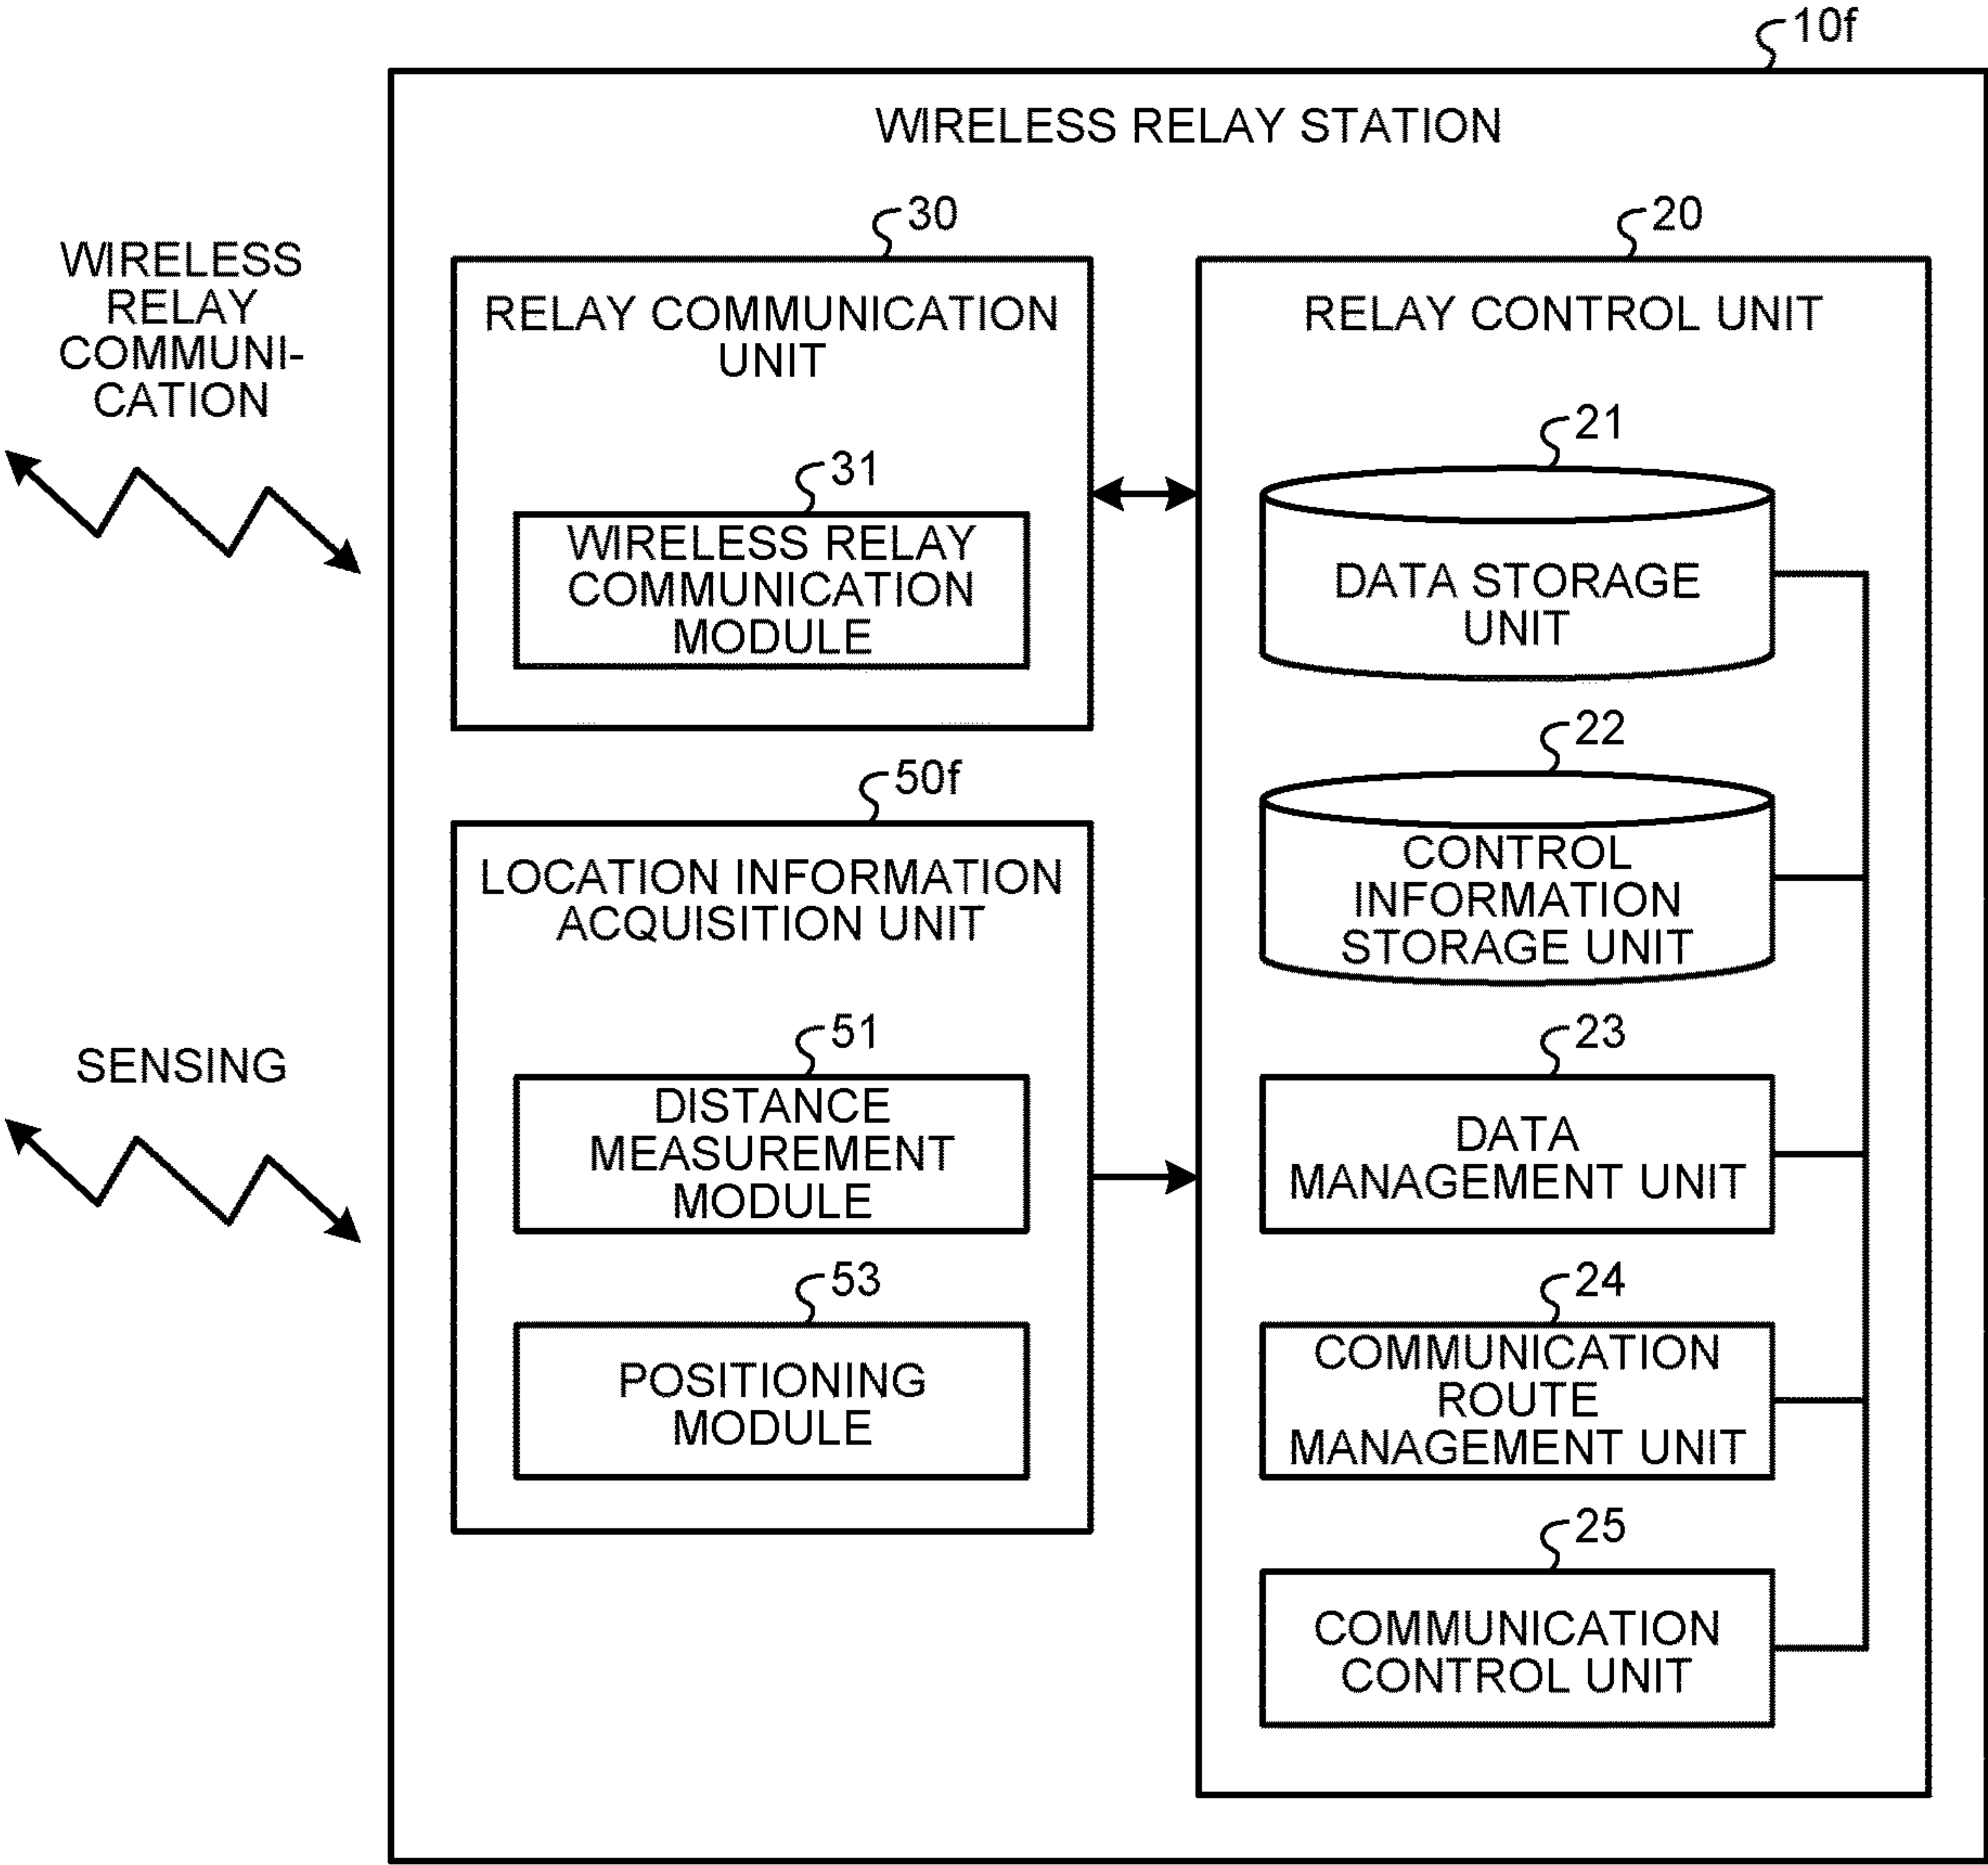 10f
WIRELESS RELAY STATION
WIRELESS
RELAY
COMMUNI-
CATION
30
RELAY COMMUNICATION
UNIT
31
WIRELESS RELAY
COMMUNICATION
MODULE
50f
LOCATION INFORMATION
ACQUISITION UNIT
SENSING
51
DISTANCE
MEASUREMENT
MODULE
53
POSITIONING
MODULE
20
RELAY CONTROL UNIT
21
DATA STORAGE
UNIT
22
CONTROL
INFORMATION
STORAGE UNIT
23
DATA
MANAGEMENT UNIT
24
COMMUNICATION
ROUTE
MANAGEMENT UNIT
25
COMMUNICATION
CONTROL UNIT